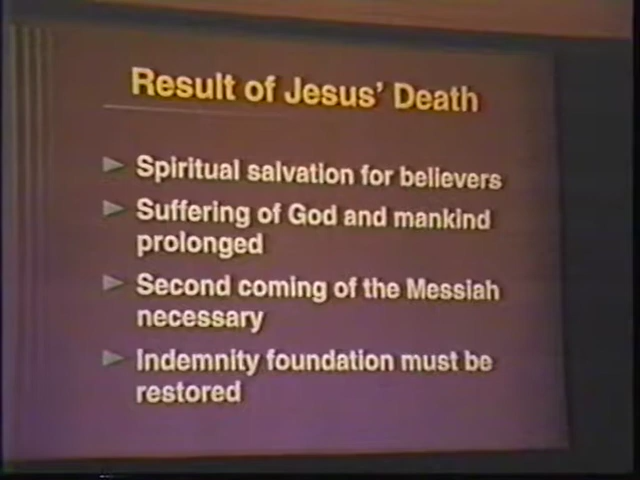 Result of Jesus' Death
Spiritual salvation for believers
Suffering of God and mankind
prolonged
Second coming of the Messiah
necessary
Indemnity foundation must be
restored